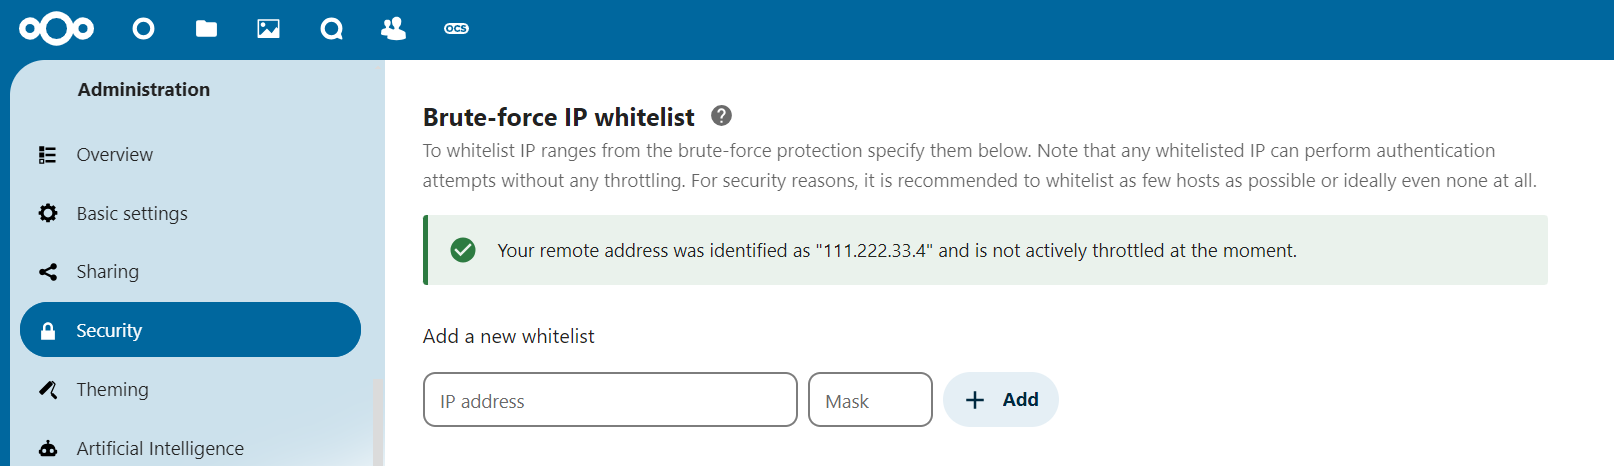 OCS
Administration
Overview
Basic settings
Sharing
Security
Theming
Artificial Intelligence
Brute-force IP whitelist ?
To whitelist IP ranges from the brute-force protection specify them below. Note that any whitelisted IP can perform authentication
attempts without any throttling. For security reasons, it is recommended to whitelist as few hosts as possible or ideally even none at all.
Your remote address was identified as "111.222.33.4" and is not actively throttled at the moment.
Add a new whitelist
IP address Mask + Add